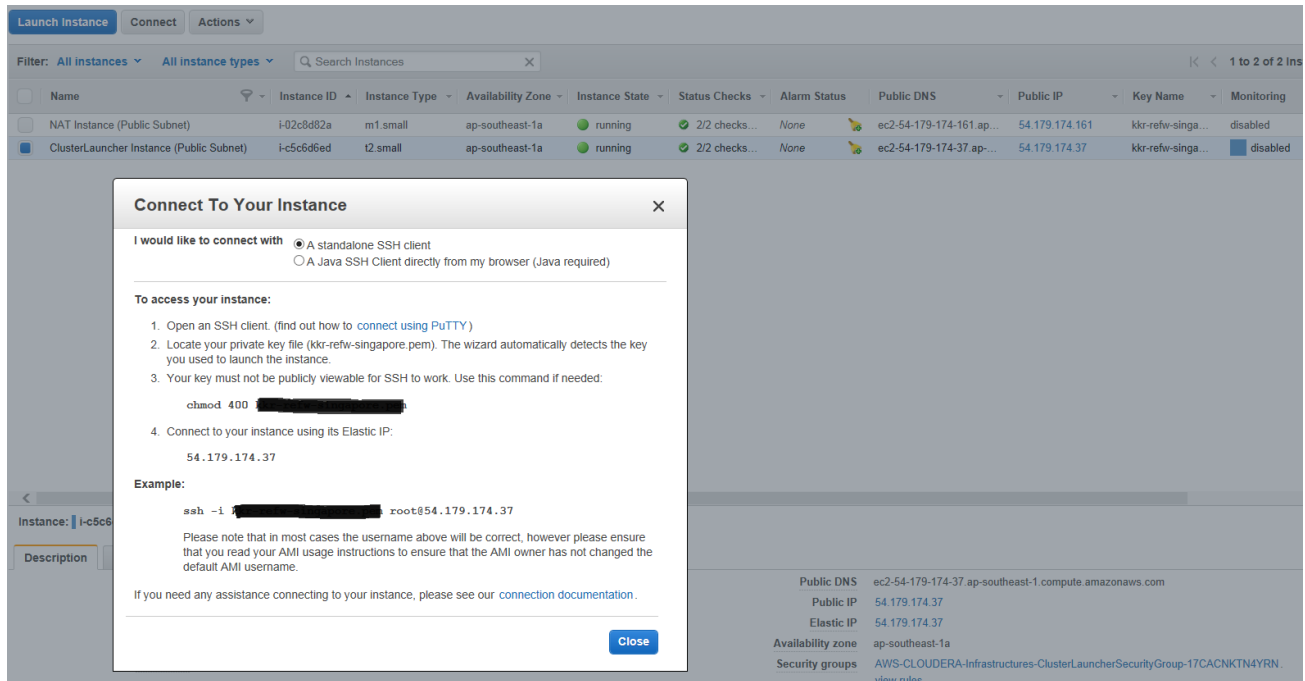 Launch Instance Connect Actions
Filter: All instances All instance types Search Instances 1 to 2 of 2 Ins
Name Instance ID Instance Type Availability Zone Instance State Status Checks Alarm Status Public DNS Public IP Key Name Monitoring
NAT Instance (Public Subnet) i-02c8d82a m1.small ap-southeast-1a running 2/2 checks... None ec2-54-179-174-161.ap... 54.179.174.161 kkr-refw-singa... disabled
ClusterLauncher Instance (Public Subnet) i-c5c6d6ed t2.small ap-southeast-1a running 2/2 checks... None ec2-54-179-174-37.ap-... 54.179.174.37 kkr-refw-singa... disabled
Connect To Your Instance
I would like to connect with A standalone SSH client
A Java SSH Client directly from my browser (Java required)
To access your instance:
1. Open an SSH client. (find out how to connect using PuTTY)
2. Locate your private key file (kkr-refw-singapore.pem). The wizard automatically detects the key
you used to launch the instance.
3. Your key must not be publicly viewable for SSH to work. Use this command if needed:
chmod 400
4. Connect to your instance using its Elastic IP:
54.179.174.37
Example:
ssh -i root@54.179.174.37
Please note that in most cases the username above will be correct, however please ensure
that you read your AMI usage instructions to ensure that the AMI owner has not changed the
default AMI username.
If you need any assistance connecting to your instance, please see our connection documentation.
Close
Instance: i-c5c6
Description
Public DNS ec2-54-179-174-37.ap-southeast-1.compute.amazonaws.com
Public IP 54.179.174.37
Elastic IP 54.179.174.37
Availability zone ap-southeast-1a
Security groups AWS-CLOUDERA-Infrastructures-ClusterLauncherSecurityGroup-17CACNKTN4YRN.
view rules